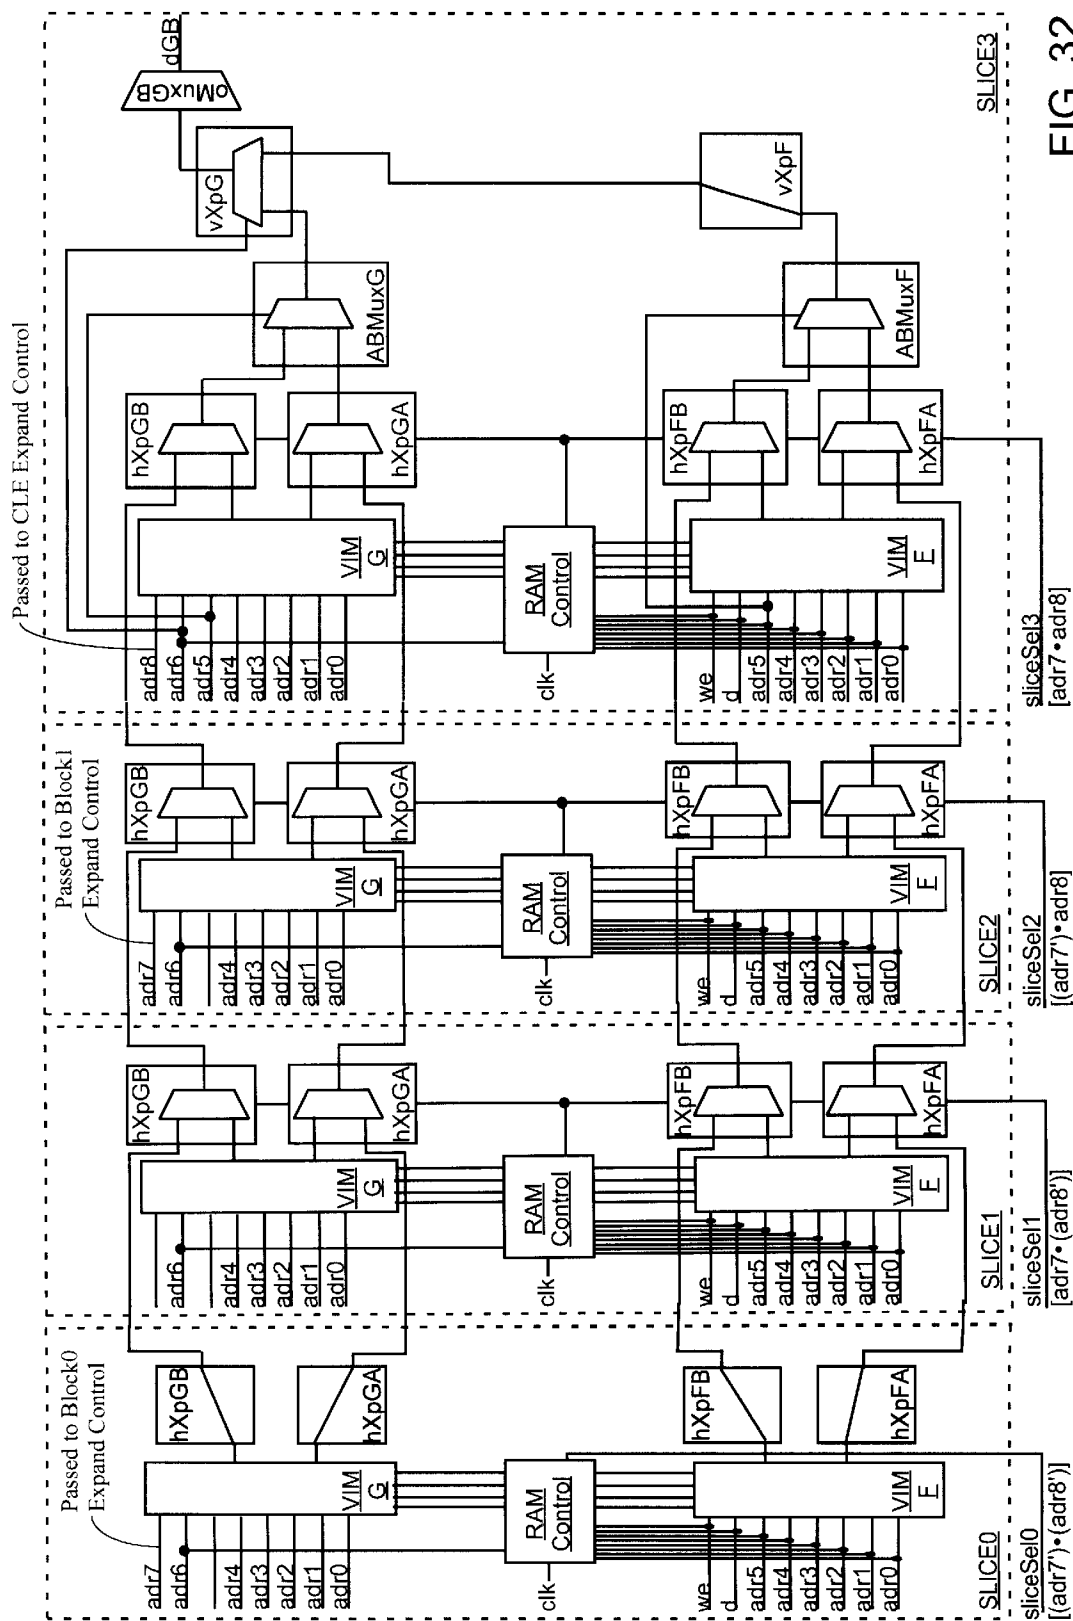 FIG. 32
Passed to Block0
Expand Control
adr7
adr6
adr4
adr3
adr2
adr1
adr0
VIM
G
hXpGB
hXpGA
clk
RAM
Control
we
d
adr5
adr4
adr3
adr2
adr1
adr0
VIM
F
hXpFB
hXpFA
SLICE0
sliceSel0
[(adr7')•(adr8')]
adr6
adr4
adr3
adr2
adr1
adr0
VIM
G
hXpGB
hXpGA
clk
RAM
Control
we
d
adr5
adr4
adr3
adr2
adr1
adr0
VIM
F
hXpFB
hXpFA
SLICE1
sliceSel1
[adr7•(adr8')]
Passed to Block1
Expand Control
adr7
adr6
adr4
adr3
adr2
adr1
adr0
VIM
G
hXpGB
hXpGA
clk
RAM
Control
we
d
adr5
adr4
adr3
adr2
adr1
adr0
VIM
F
hXpFB
hXpFA
SLICE2
sliceSel2
[(adr7')•adr8]
Passed to CLE Expand Control
adr8
adr6
adr5
adr4
adr3
adr2
adr1
adr0
VIM
G
hXpGB
hXpGA
ABMuxG
vXpG
oMuxGB
dGB
clk
RAM
Control
we
d
adr5
adr4
adr3
adr2
adr1
adr0
VIM
F
hXpFB
hXpFA
ABMuxF
vXpF
SLICE3
sliceSel3
[adr7•adr8]